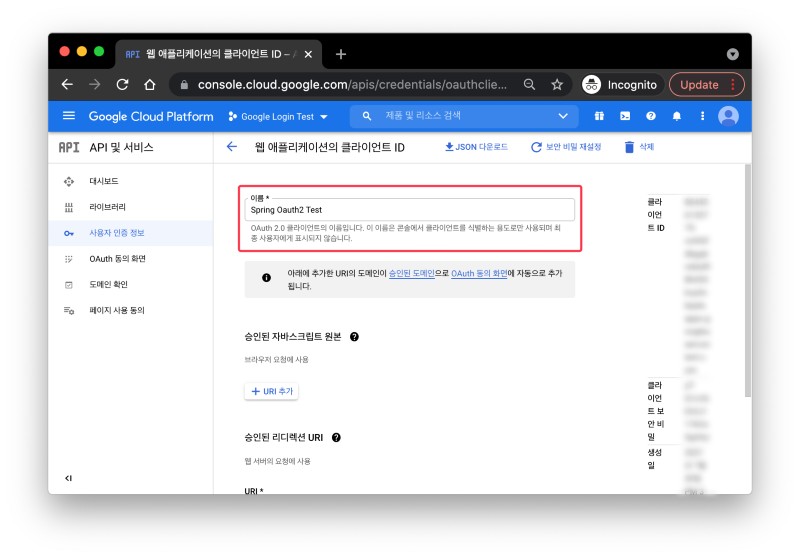 API 웹 애플리케이션의 클라이언트 ID – /
console.cloud.google.com/apis/credentials/oauthclie...
Incognito
Update
Google Cloud Platform
Google Login Test
제품 및 리소스 검색
API API 및 서비스
웹 애플리케이션의 클라이언트 ID
JSON 다운로드
보안 비밀 재설정
삭제
대시보드
라이브러리
사용자 인증 정보
OAuth 동의 화면
도메인 확인
페이지 사용 동의
이름 *
Spring Oauth2 Test
OAuth 2.0 클라이언트의 이름입니다. 이 이름은 콘솔에서 클라이언트를 식별하는 용도로만 사용되며 최
종 사용자에게 표시되지 않습니다.
아래에 추가한 URI의 도메인이 승인된 도메인으로 OAuth 동의 화면에 자동으로 추가
됩니다.
승인된 자바스크립트 원본
브라우저 요청에 사용
+ URI 추가
승인된 리디렉션 URI
웹 서버의 요청에 사용
URI *
클라
이언
트 ID
클라
이언
트 보
안 비
밀
생성
일